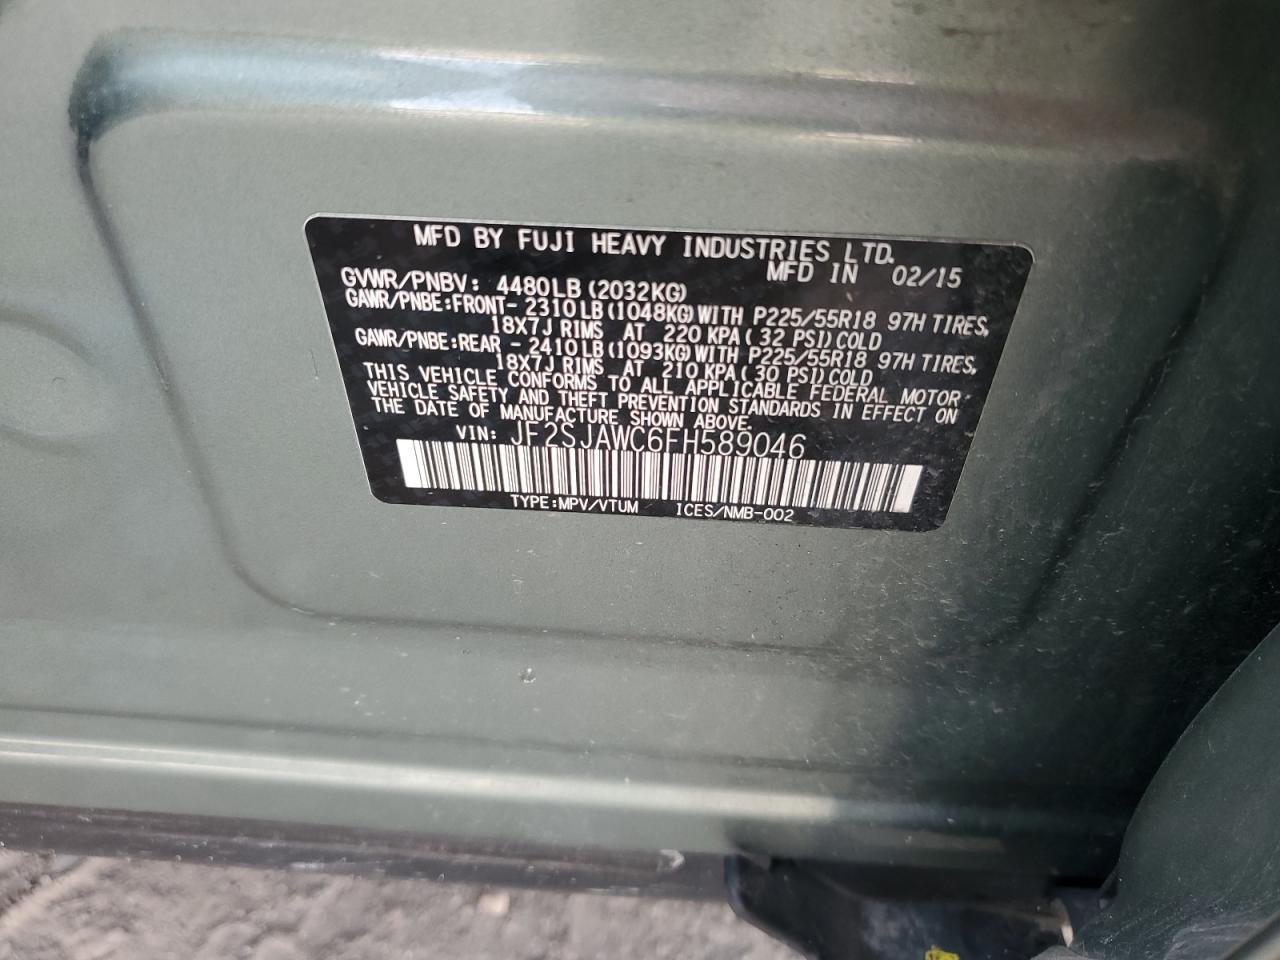 MFD BY FUJI HEAVY INDUSTRIES LTD.
MFD IN 02/15
GVWR/PNBV: 4480LB(2032KG)
GAWR/PNBE:FRONT- 2310LB(1048KG)WITH P225/55R18 97H TIRES,
18X7J RIMS AT 220 KPA(32 PSI)COLD
GAWR/PNBE:REAR - 2410LB(1093KG)WITH P225/55R18 97H TIRES,
18X7J RIMS AT 210 KPA(30 PSI)COLD
THIS VEHICLE CONFORMS TO ALL APPLICABLE FEDERAL MOTOR
VEHICLE SAFETY AND THEFT PREVENTION STANDARDS IN EFFECT ON
THE DATE OF MANUFACTURE SHOWN ABOVE.
VIN: JF2SJAWC6FH589046
TYPE:MPV/VTUM ICES/NMB-002